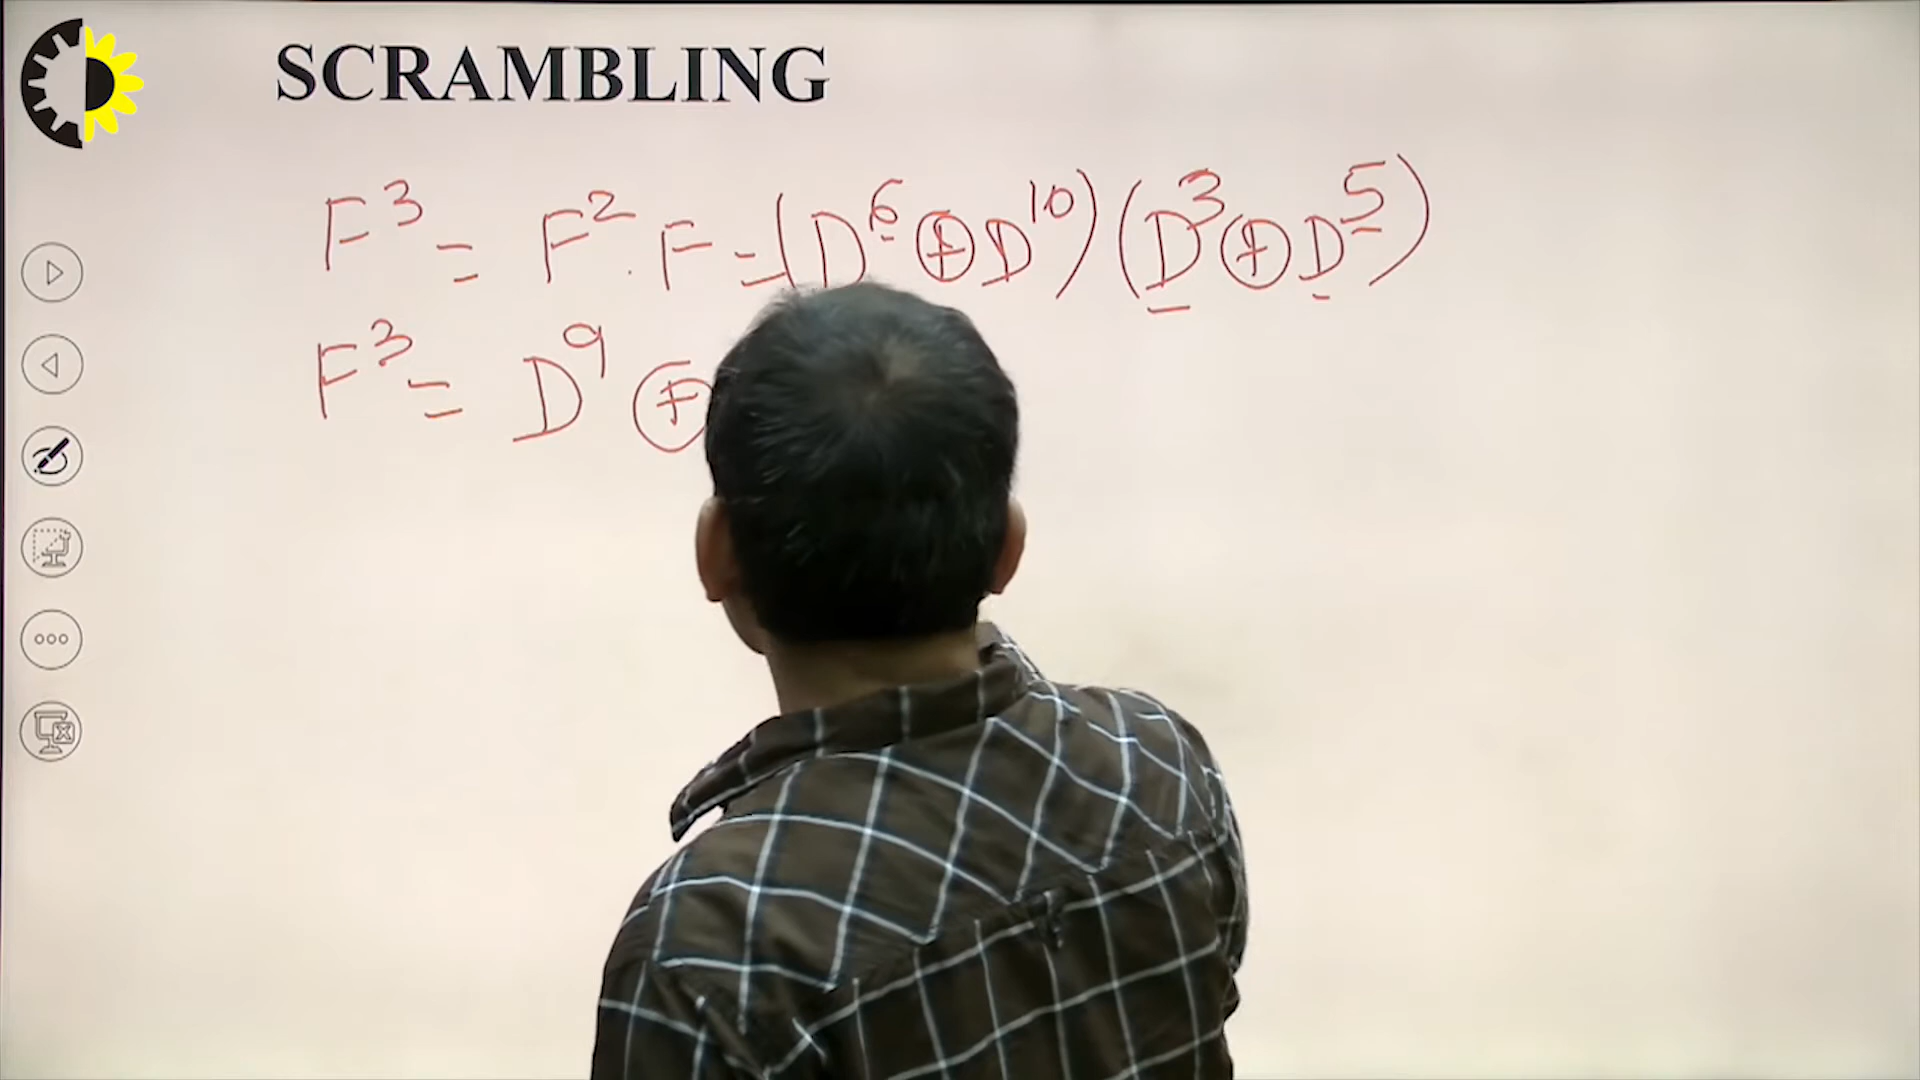 SCRAMBLING
F³ = F² . F = (D⁶ ⊕ D¹⁰) (D³ ⊕ D⁵)
F³ = D⁹ ⊕